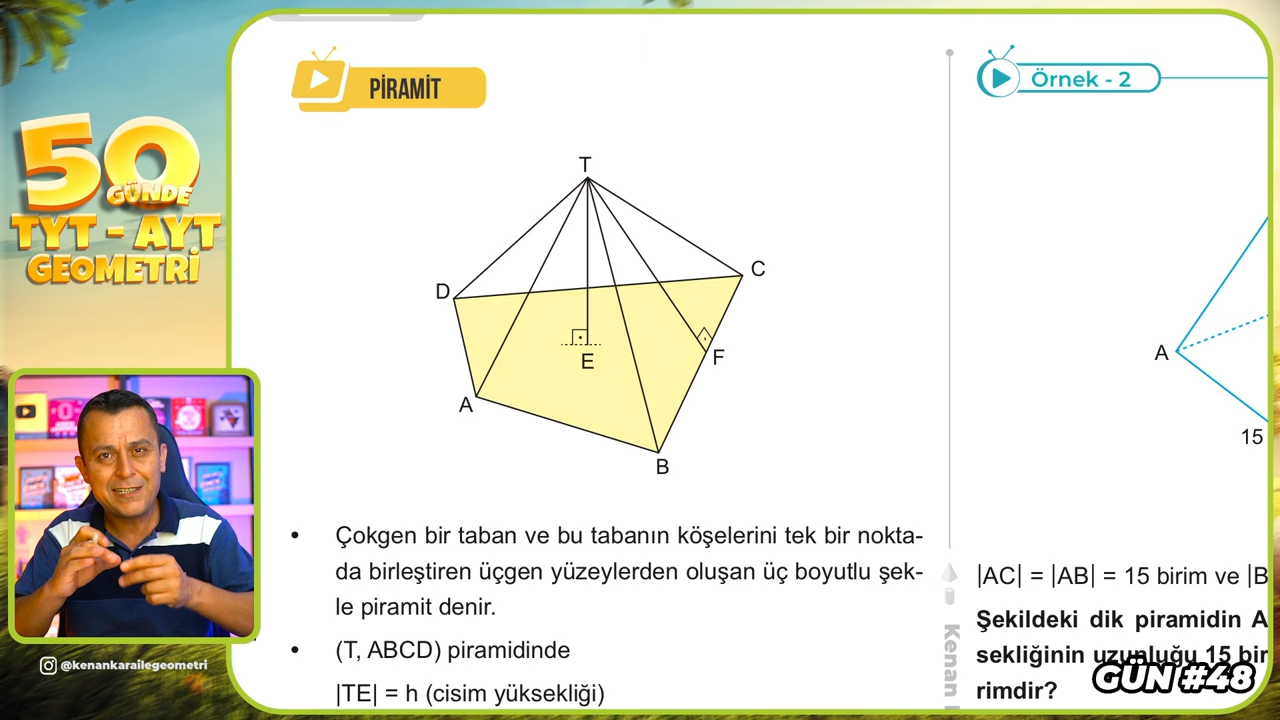 50
GÜNDE
TYT - AYT
GEOMETRİ
@kenankarailegeometri
PİRAMİT
T
D
C
E
F
A
B
• Çokgen bir taban ve bu tabanın köşelerini tek bir nokta-
da birleştiren üçgen yüzeylerden oluşan üç boyutlu şek-
le piramit denir.
• (T, ABCD) piramidinde
|TE| = h (cisim yüksekliği)
Kenan
Örnek - 2
A
15
|AC| = |AB| = 15 birim ve |B
Şekildeki dik piramidin A
sekliğinin uzunluğu 15 bir
rimdir?
GÜN #48